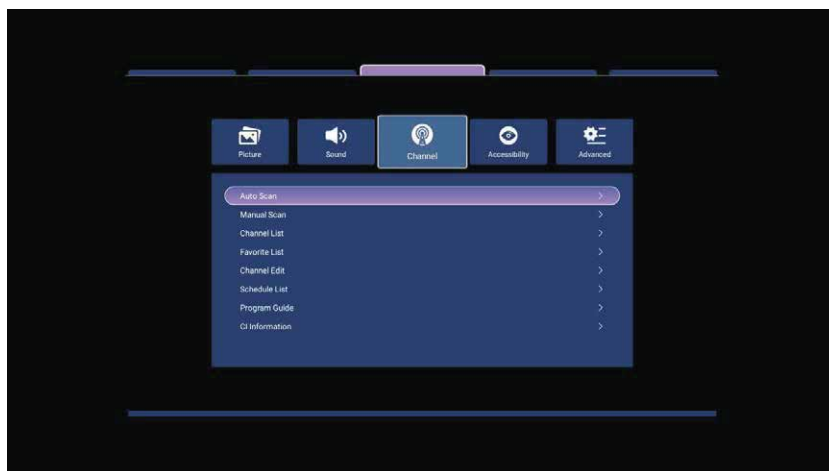 Picture Sound Channel Accessibility Advanced
Auto Scan
Manual Scan
Channel List
Favorite List
Channel Edit
Schedule List
Program Guide
CI Information